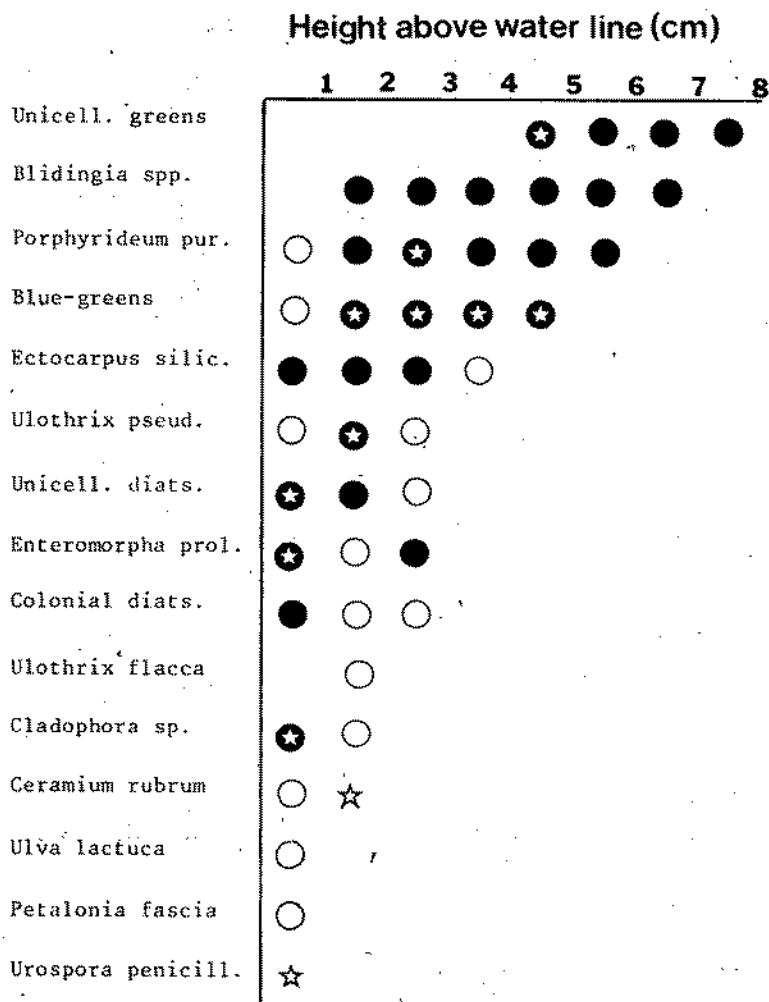 Height above water line (cm)
1 2 3 4 5 6 7 8
Unicell. greens
Blidingia spp.
Porphyrideum pur.
Blue-greens
Ectocarpus silic.
Ulothrix pseud.
Unicell. diats.
Enteromorpha prol.
Colonial diats.
Ulothrix flacca
Cladophora sp.
Ceramium rubrum
Ulva lactuca
Petalonia fascia
Urospora penicill.